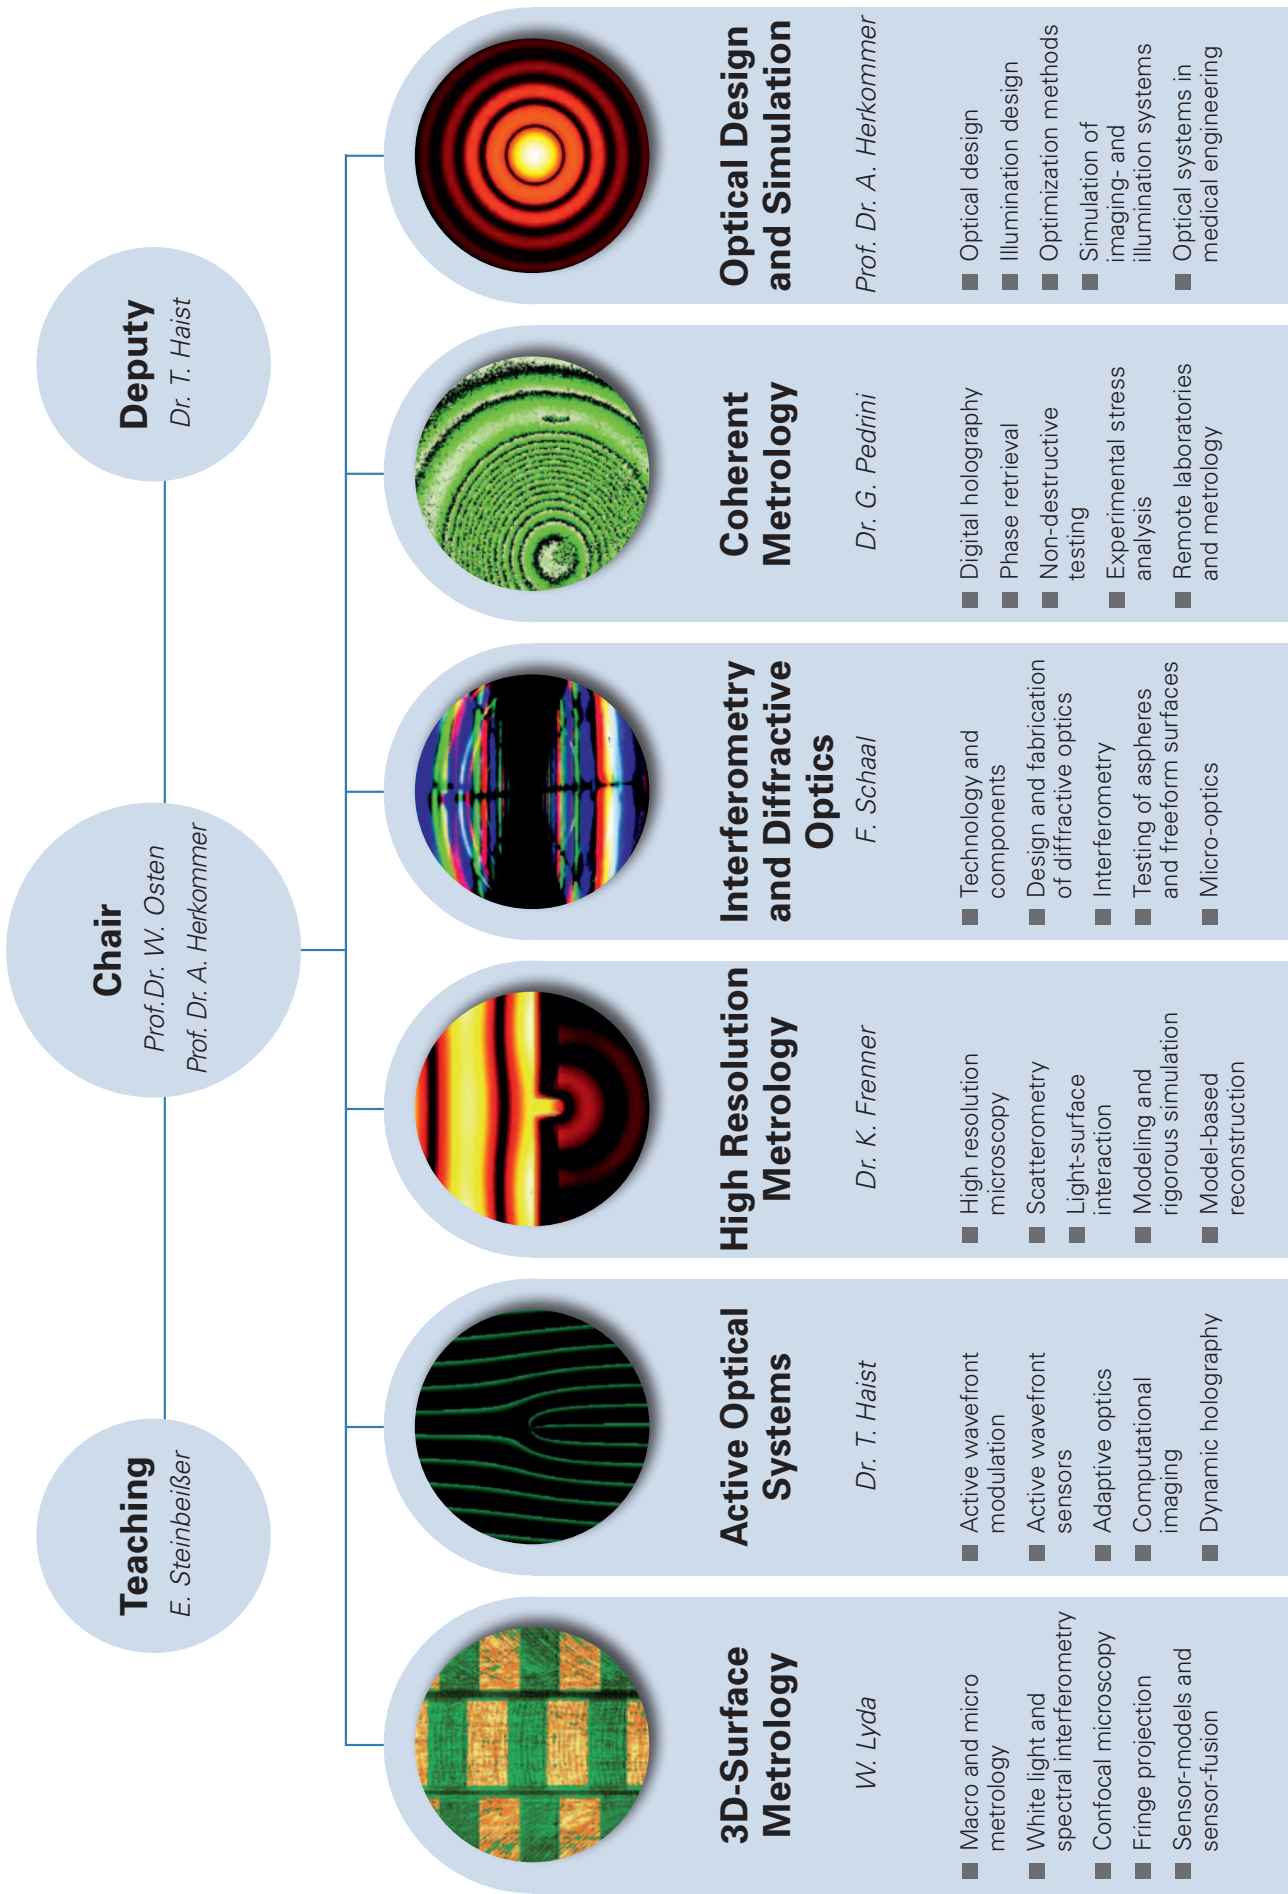 Teaching
E. Steinbeißer
Chair
Prof.Dr. W. Osten
Prof. Dr. A. Herkommer
Deputy
Dr. T. Haist
3D-Surface
Metrology
W. Lyda
Macro and micro
metrology
White light and
spectral interferometry
Confocal microscopy
Fringe projection
Sensor-models and
sensor-fusion
Active Optical
Systems
Dr. T. Haist
Active wavefront
modulation
Active wavefront
sensors
Adaptive optics
Computational
imaging
Dynamic holography
High Resolution
Metrology
Dr. K. Frenner
High resolution
microscopy
Scatterometry
Light-surface
interaction
Modeling and
rigorous simulation
Model-based
reconstruction
Interferometry
and Diffractive
Optics
F. Schaal
Technology and
components
Design and fabrication
of diffractive optics
Interferometry
Testing of aspheres
and freeform surfaces
Micro-optics
Coherent
Metrology
Dr. G. Pedrini
Digital holography
Phase retrieval
Non-destructive
testing
Experimental stress
analysis
Remote laboratories
and metrology
Optical Design
and Simulation
Prof. Dr. A. Herkommer
Optical design
Illumination design
Optimization methods
Simulation of
imaging- and
illumination systems
Optical systems in
medical engineering